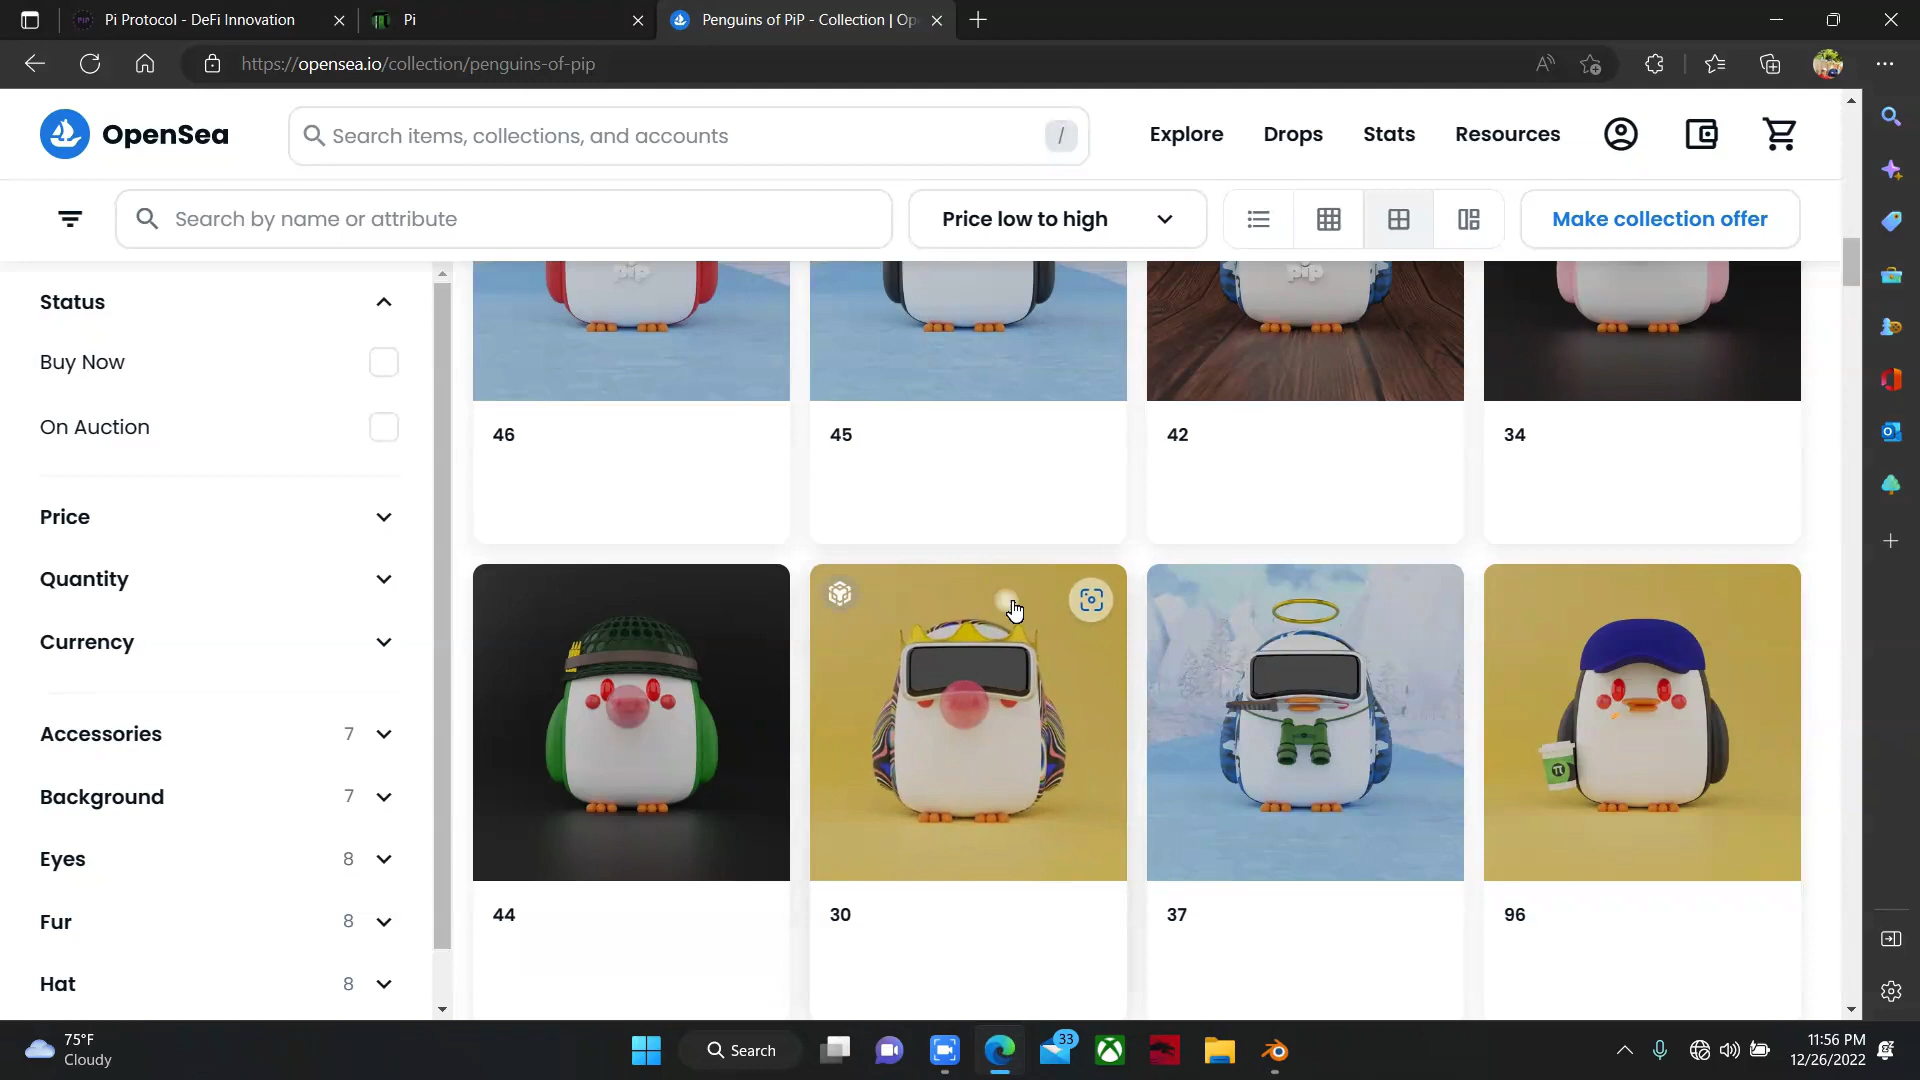 Pi Protocol - DeFi Innovation
Pi
Penguins of PiP - Collection | Op
https://opensea.io/collection/penguins-of-pip
OpenSea
Search items, collections, and accounts
/
Explore
Drops
Stats
Resources
Search by name or attribute
Price low to high
Make collection offer
Status
Buy Now
On Auction
Price
Quantity
Currency
Accessories 7
Background 7
Eyes 8
Fur 8
Hat 8
pip
pip
46
45
42
34
44
30
37
96
75°F
Cloudy
Search
33
11:56 PM
12/26/2022